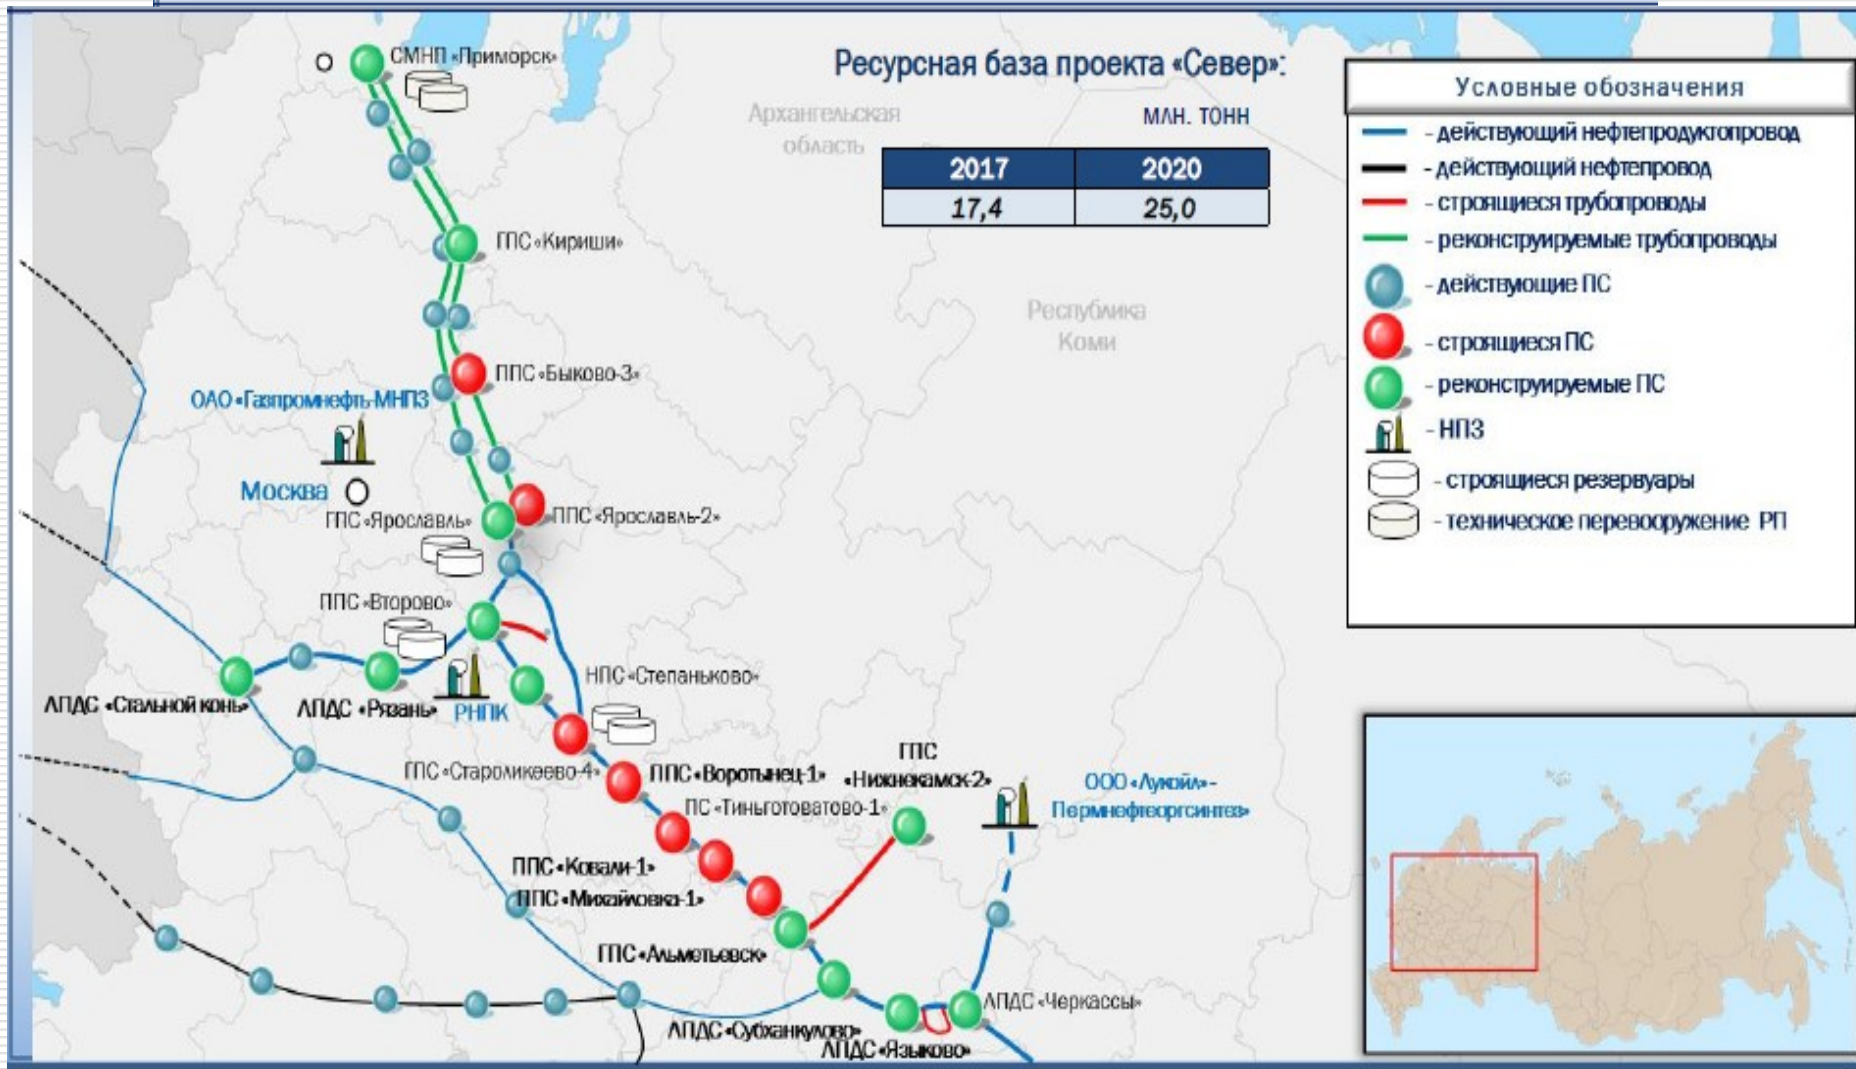 СМНП «Приморск»
Ресурсная база проекта «Север»:
млн. тонн
2017 2020
17,4 25,0
Архангельская
область
Республика
Коми
ГПС «Кириши»
ППС «Быково-3»
ОАО «Газпромнефть-МНПЗ
Москва
ГПС «Ярославль»
ППС «Ярославль-2»
ППС «Второво»
НПС «Степаньково»
ЛПДС «Стальной конь»
ЛПДС «Рязань»
РНПК
ГПС «Староликеево-4»
ППС «Воротынец-1»
ГПС
«Нижнекамск-2»
ПС «Тиньготоватово-1»
ООО «Лукойл»-
Пермнефтеоргсинтез»
ППС «Ковали-1»
ППС «Михайловка-1»
ГПС «Альметьевск»
ЛПДС «Черкассы»
ЛПДС «Субханкулово»
ЛПДС «Языково»
Условные обозначения
- действующий нефтепродуктопровод
- действующий нефтепровод
- строящиеся трубопроводы
- реконструируемые трубопроводы
- действующие ПС
- строящиеся ПС
- реконструируемые ПС
- НПЗ
- строящиеся резервуары
- техническое перевооружение РП